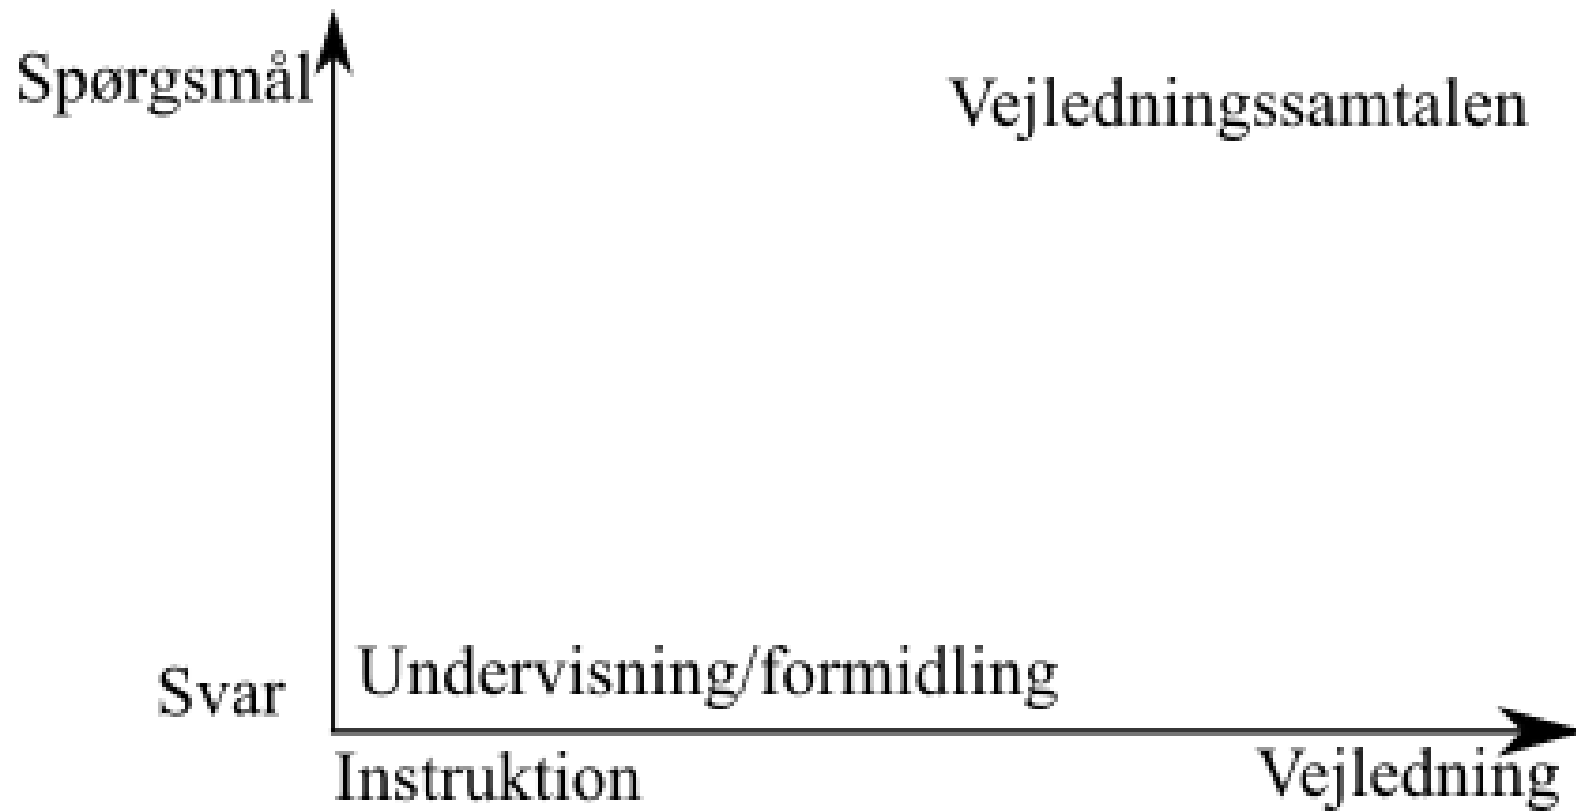 Spørgsmål
Vejledningssamtalen
Undervisning/formidling
Svar
Instruktion
Vejledning